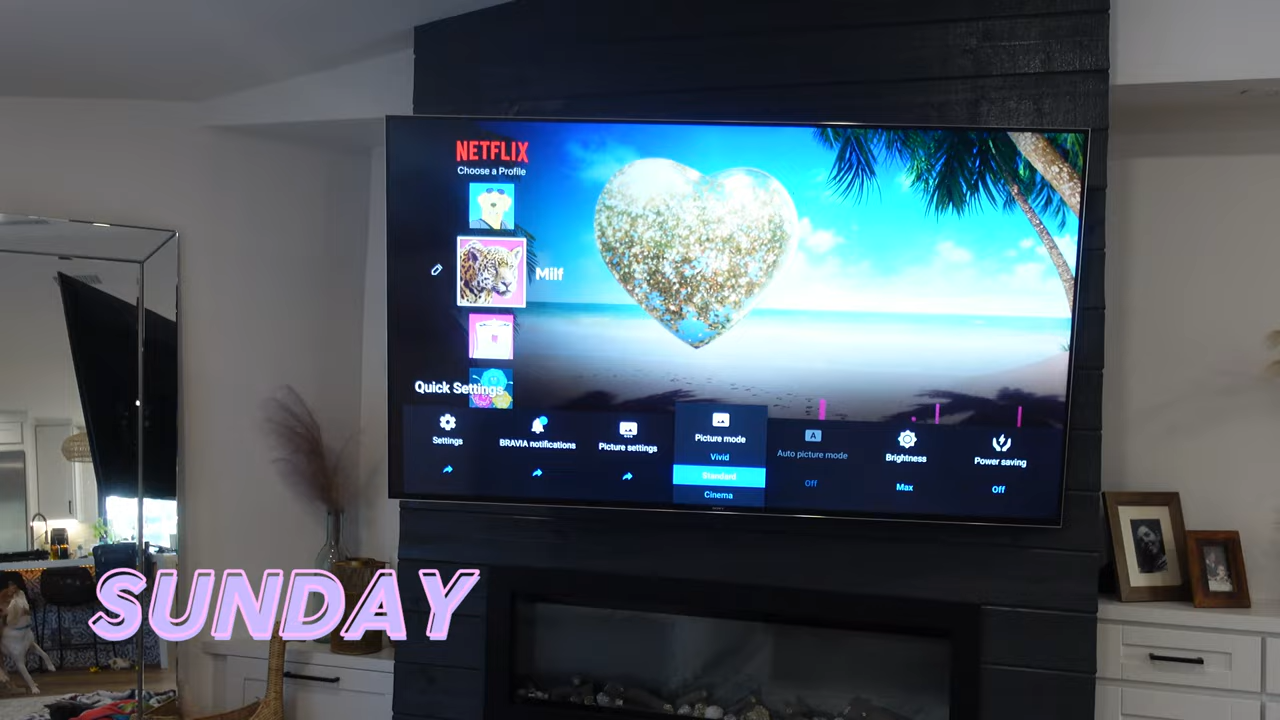 NETFLIX
Choose a Profile
Milf
Quick Settings
Settings
BRAVIA notifications
Picture settings
Picture mode
Vivid
Standard
Cinema
A
Auto picture mode
Off
Brightness
Max
Power saving
Off
SUNDAY